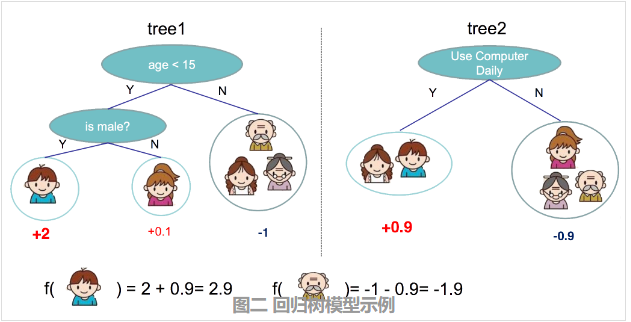 tree1
tree2
age < 15
Use Computer
Daily
Y
N
Y
N
is male?
Y
N
+2
+0.1
-1
+0.9
-0.9
f( ) = 2 + 0.9= 2.9
f( )= -1 - 0.9= -1.9
图二 回归树模型示例